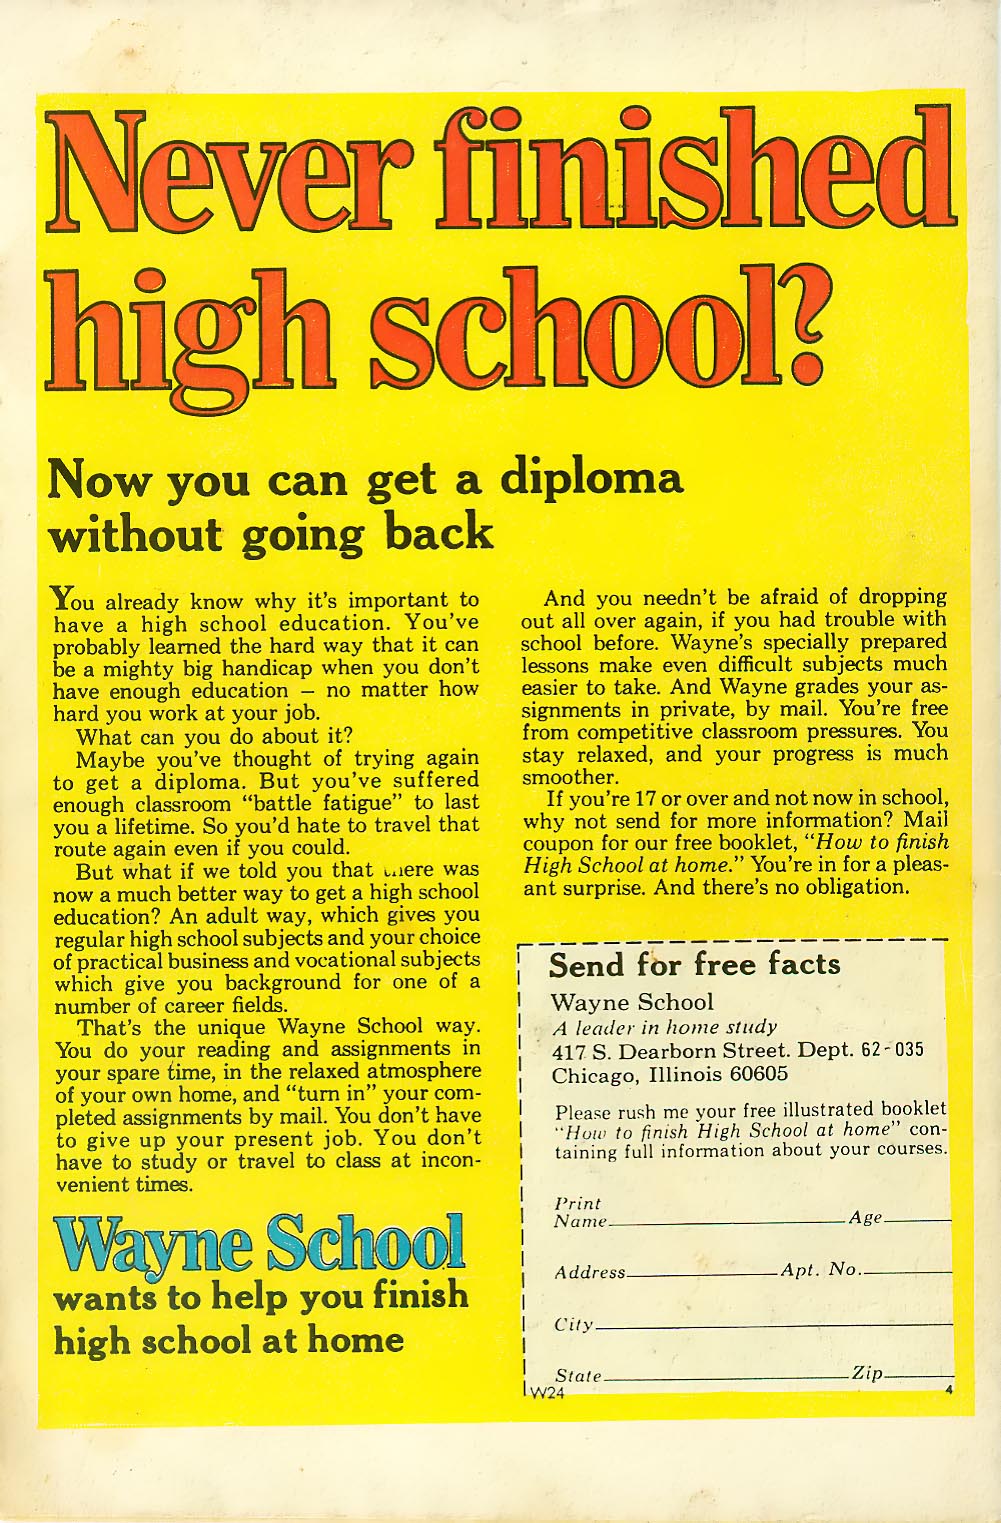 Never finished
high school?
Now you can get a diploma
without going back
You already know why it's important to
have a high school education. You've
probably learned the hard way that it can
be a mighty big handicap when you don't
have enough education – no matter how
hard you work at your job.
What can you do about it?
Maybe you've thought of trying again
to get a diploma. But you've suffered
enough classroom "battle fatigue" to last
you a lifetime. So you'd hate to travel that
route again even if you could.
But what if we told you that there was
now a much better way to get a high school
education? An adult way, which gives you
regular high school subjects and your choice
of practical business and vocational subjects
which give you background for one of a
number of career fields.
That's the unique Wayne School way.
You do your reading and assignments in
your spare time, in the relaxed atmosphere
of your own home, and "turn in" your com-
pleted assignments by mail. You don't have
to give up your present job. You don't
have to study or travel to class at incon-
venient times.
Wayne School
wants to help you finish
high school at home
And you needn't be afraid of dropping
out all over again, if you had trouble with
school before. Wayne's specially prepared
lessons make even difficult subjects much
easier to take. And Wayne grades your as-
signments in private, by mail. You're free
from competitive classroom pressures. You
stay relaxed, and your progress is much
smoother.
If you're 17 or over and not now in school,
why not send for more information? Mail
coupon for our free booklet, "How to finish
High School at home." You're in for a pleas-
ant surprise. And there's no obligation.
Send for free facts
Wayne School
A leader in home study
417 S. Dearborn Street. Dept. 62-035
Chicago, Illinois 60605
Please rush me your free illustrated booklet
"How to finish High School at home" con-
taining full information about your courses.
Print
Name Age
Address Apt. No.
City
State Zip
W24 4